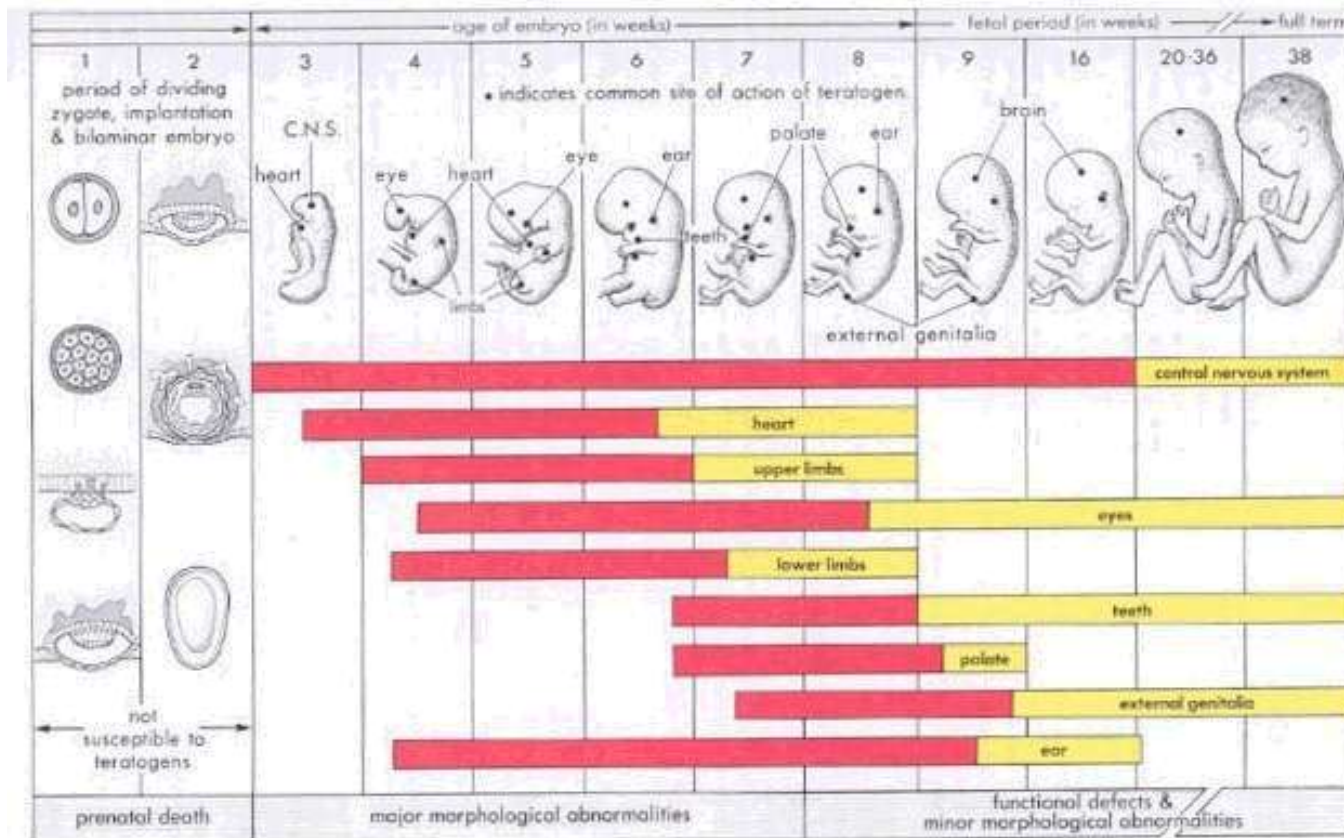 age of embryo (in weeks)
fetal period (in weeks)
full term
1
2
3
4
5
6
7
8
9
16
20-36
38
period of dividing
zygate, implantation
& bilaminar embryo
• indicates common site of action of teratogen
C.N.S.
heart
eye
heart
limbs
eye
ear
teeth
palate
ear
brain
external genitalia
central nervous system
heart
upper limbs
eyes
lower limbs
teeth
palate
external genitalia
ear
not
susceptible to
teratogens
prenatal death
major morphological abnormalities
functional defects &
minor morphological abnormalities